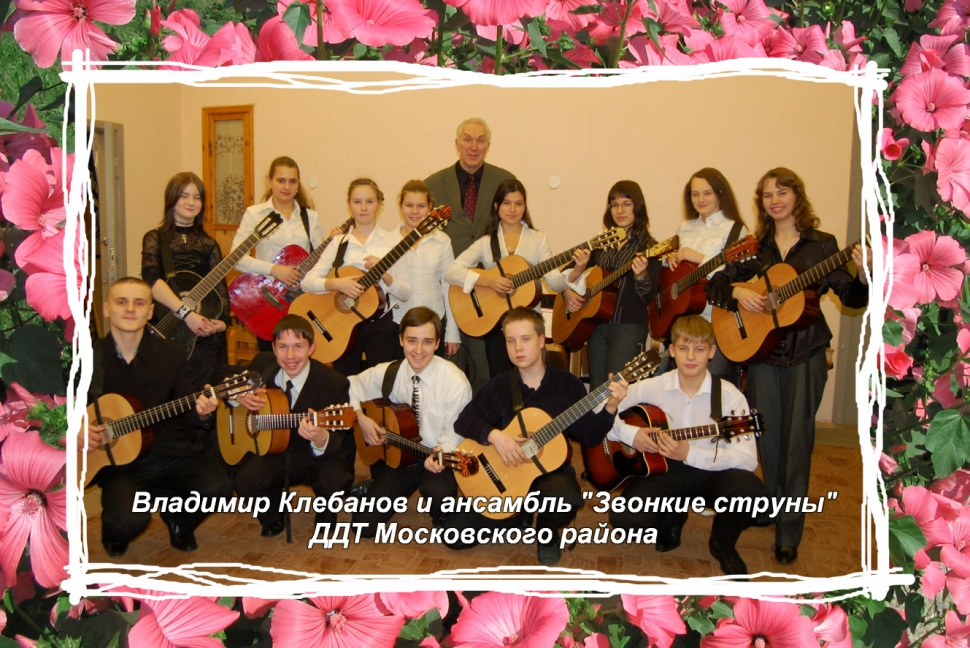 Владимир Клебанов и ансамбль "Звонкие струны"
ДДТ Московского района